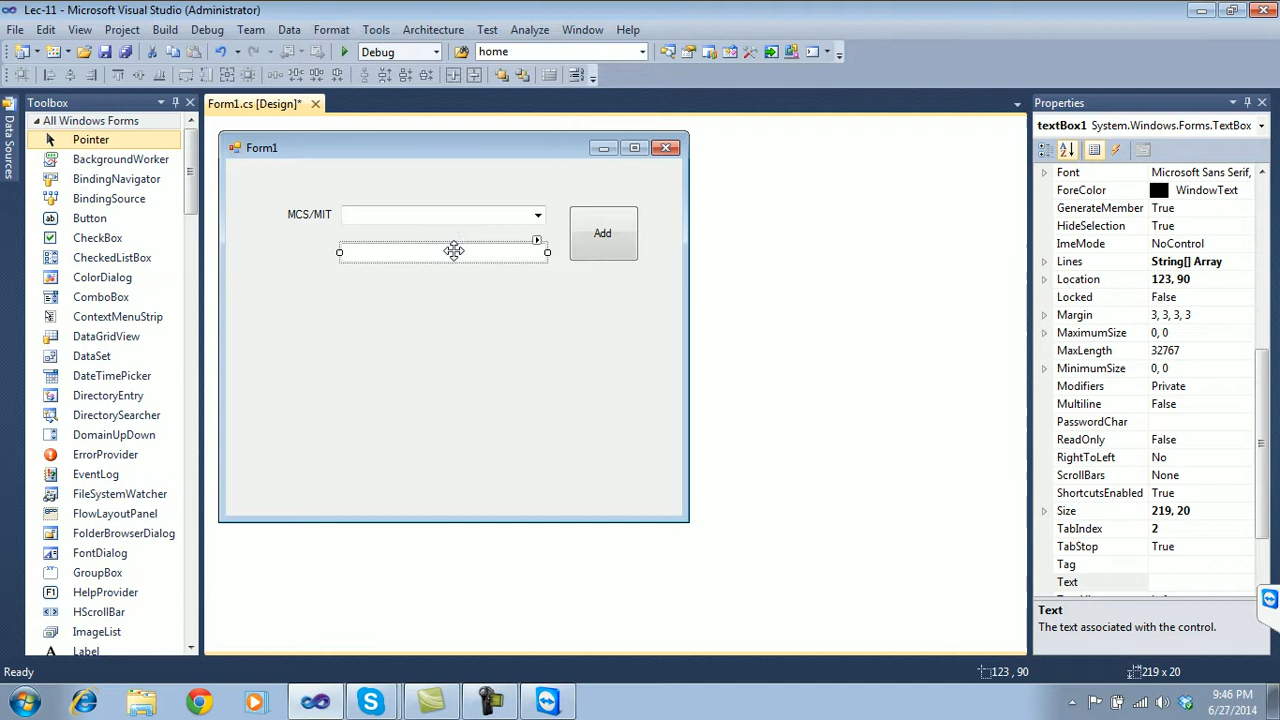 Lec-11 - Microsoft Visual Studio (Administrator)
File Edit View Project Build Debug Team Data Format Tools Architecture Test Analyze Window Help
Debug home
Toolbox
Form1.cs [Design]*
Properties
Data Sources
All Windows Forms
Pointer
BackgroundWorker
BindingNavigator
BindingSource
Button
CheckBox
CheckedListBox
ColorDialog
ComboBox
ContextMenuStrip
DataGridView
DataSet
DateTimePicker
DirectoryEntry
DirectorySearcher
DomainUpDown
ErrorProvider
EventLog
FileSystemWatcher
FlowLayoutPanel
FolderBrowserDialog
FontDialog
GroupBox
HelpProvider
HScrollBar
ImageList
Label
Form1
MCS/MIT
Add
textBox1 System.Windows.Forms.TextBox
Font Microsoft Sans Serif,
ForeColor WindowText
GenerateMember True
HideSelection True
ImeMode NoControl
Lines String[] Array
Location 123, 90
Locked False
Margin 3, 3, 3, 3
MaximumSize 0, 0
MaxLength 32767
MinimumSize 0, 0
Modifiers Private
Multiline False
PasswordChar
ReadOnly False
RightToLeft No
ScrollBars None
ShortcutsEnabled True
Size 219, 20
TabIndex 2
TabStop True
Tag
Text
Text
The text associated with the control.
Ready
123 , 90
219 x 20
9:46 PM
6/27/2014